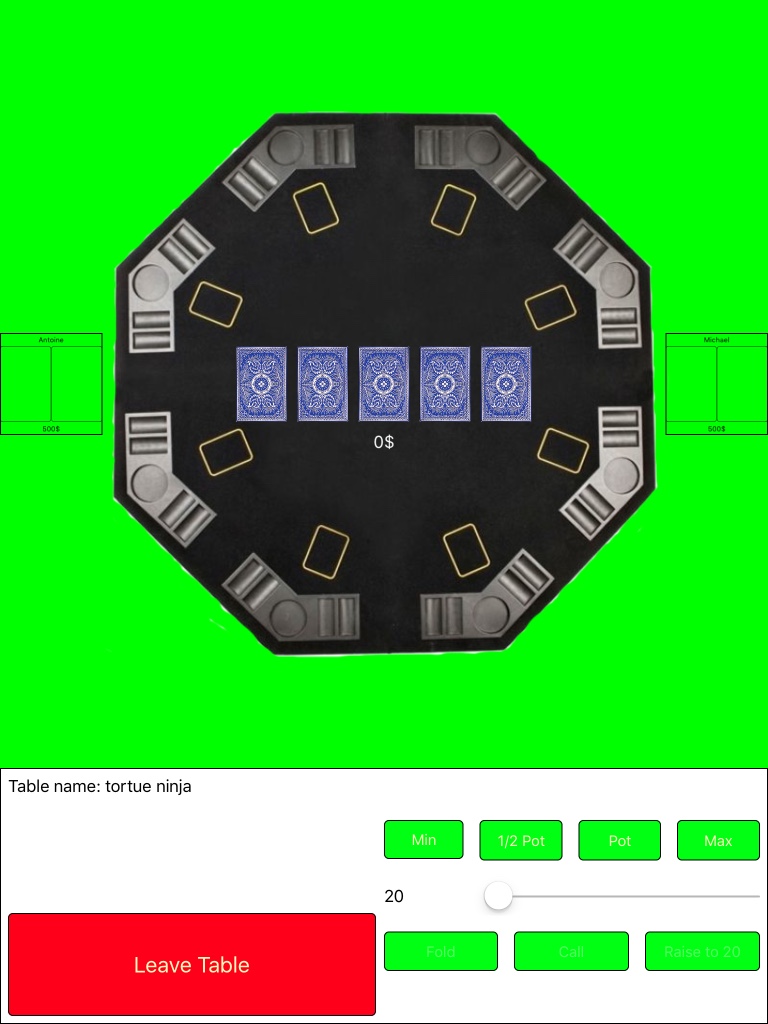 Antoine
500$
Michael
500$
0$
Table name: tortue ninja
Min
1/2 Pot
Pot
Max
20
Fold
Call
Raise to 20
Leave Table